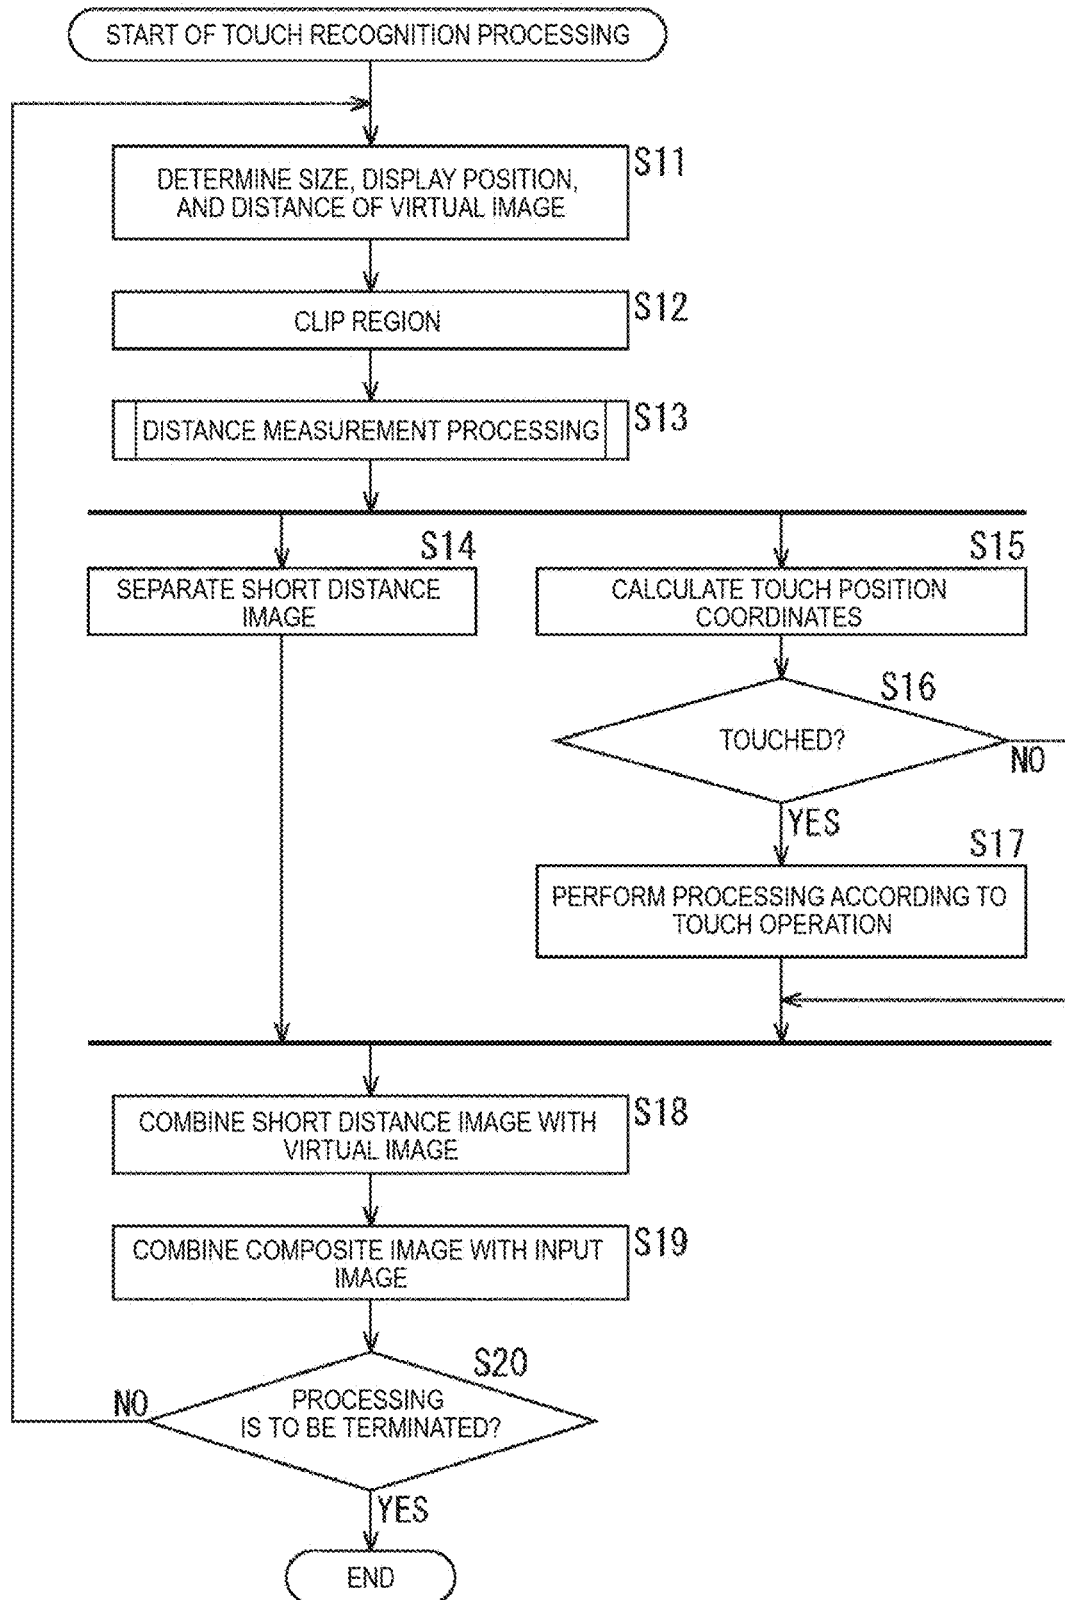 START OF TOUCH RECOGNITION PROCESSING
S11
DETERMINE SIZE, DISPLAY POSITION,
AND DISTANCE OF VIRTUAL IMAGE
S12
CLIP REGION
S13
DISTANCE MEASUREMENT PROCESSING
S14
SEPARATE SHORT DISTANCE
IMAGE
S15
CALCULATE TOUCH POSITION
COORDINATES
S16
TOUCHED?
NO
YES
S17
PERFORM PROCESSING ACCORDING TO
TOUCH OPERATION
S18
COMBINE SHORT DISTANCE IMAGE WITH
VIRTUAL IMAGE
S19
COMBINE COMPOSITE IMAGE WITH INPUT
IMAGE
S20
PROCESSING
IS TO BE TERMINATED?
NO
YES
END